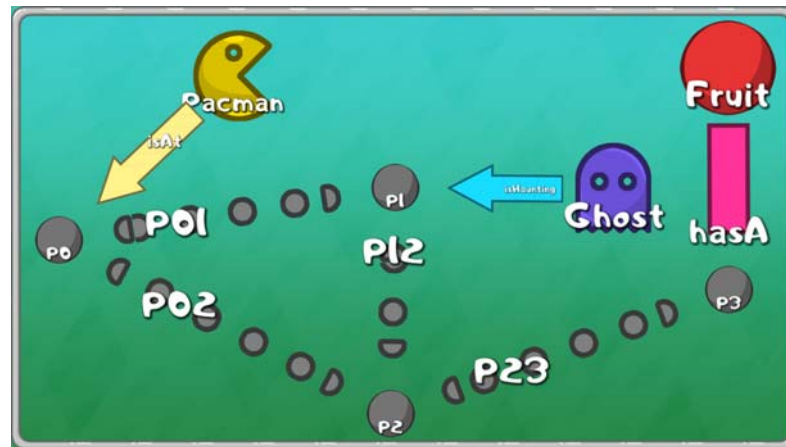 Pacman
Fruit
isAt
P1
isHaunting
Ghost
hasA
P01
P0
P12
P02
P3
P23
P2